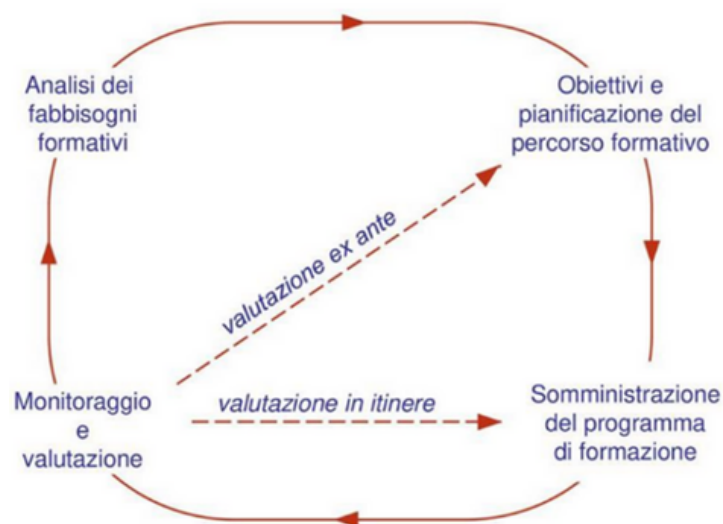 Analisi dei
fabbisogni
formativi
Obiettivi e
pianificazione del
percorso formativo
valutazione ex ante
valutazione in itinere
Monitoraggio
e
valutazione
Somministrazione
del programma
di formazione